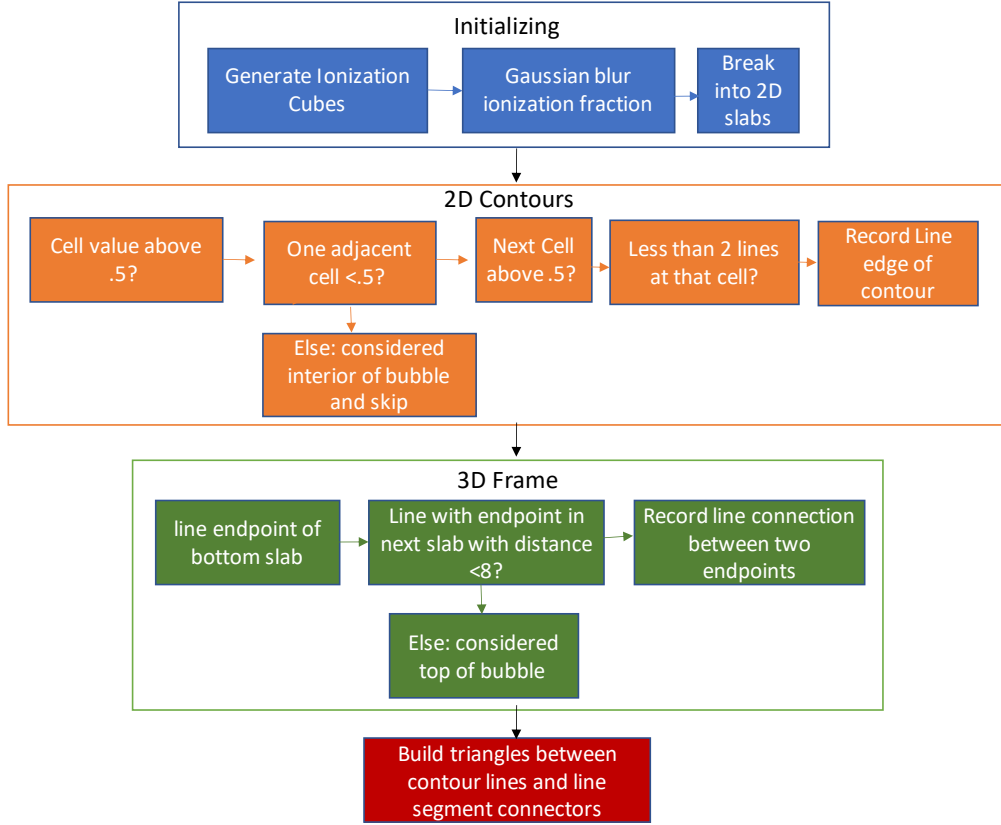 Initializing
Generate Ionization
Cubes
Gaussian blur
ionization fraction
Break
into 2D
slabs
2D Contours
Cell value above
.5?
One adjacent
cell <.5?
Next Cell
above .5?
Less than 2 lines
at that cell?
Record Line
edge of
contour
Else: considered
interior of bubble
and skip
3D Frame
line endpoint of
bottom slab
Line with endpoint in
next slab with distance
<8?
Record line connection
between two
endpoints
Else: considered
top of bubble
Build triangles between
contour lines and line
segment connectors